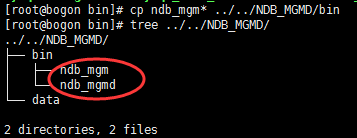 [root@bogon bin]# cp ndb_mgm* ../../NDB_MGMD/bin
[root@bogon bin]# tree ../../NDB_MGMD/
../../NDB_MGMD/
├── bin
│   ├── ndb_mgm
│   └── ndb_mgmd
└── data

2 directories, 2 files